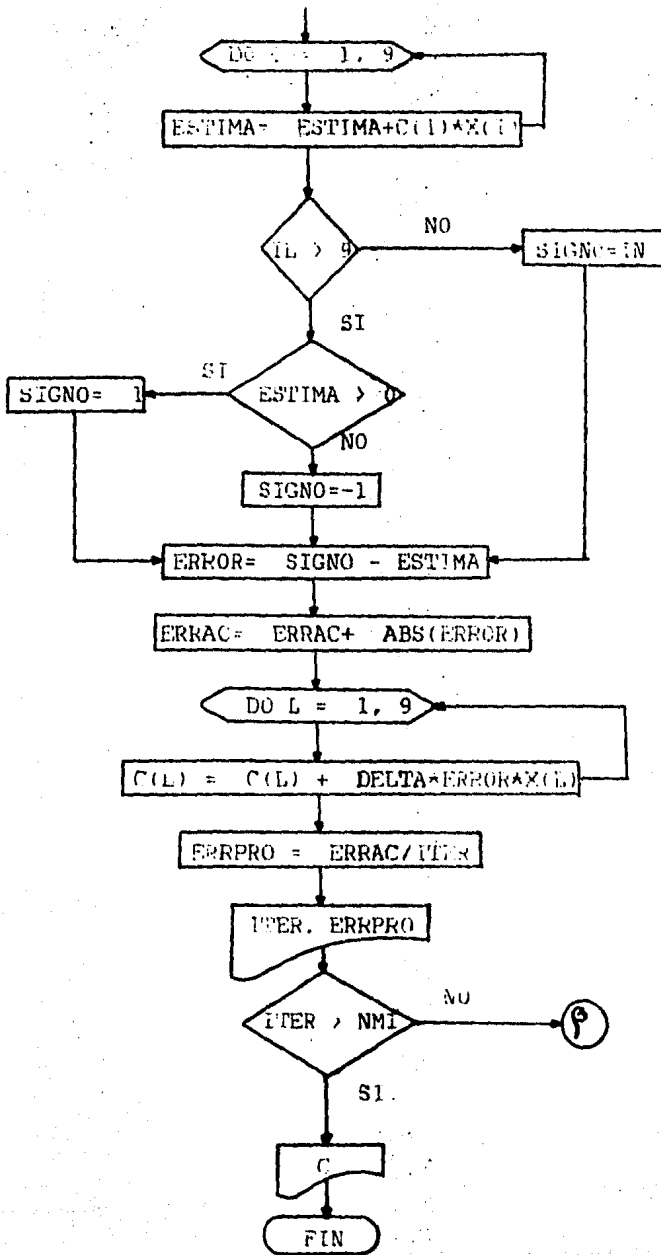 DO = 1, 9
ESTIMA= ESTIMA+C(I)*X(I)
IL > 9
NO
SIGNO=IN
SI
ESTIMA > 0
SI
SIGNO= 1
NO
SIGNO=-1
ERROR= SIGNO - ESTIMA
ERRAC= ERRAC+ ABS(ERROR)
DO L = 1, 9
C(L) = C(L) + DELTA*ERROR*X(L)
ERRPRO = ERRAC/ITER
ITER. ERRPRO
ITER > NMI
NO
β
SI.
C
FIN